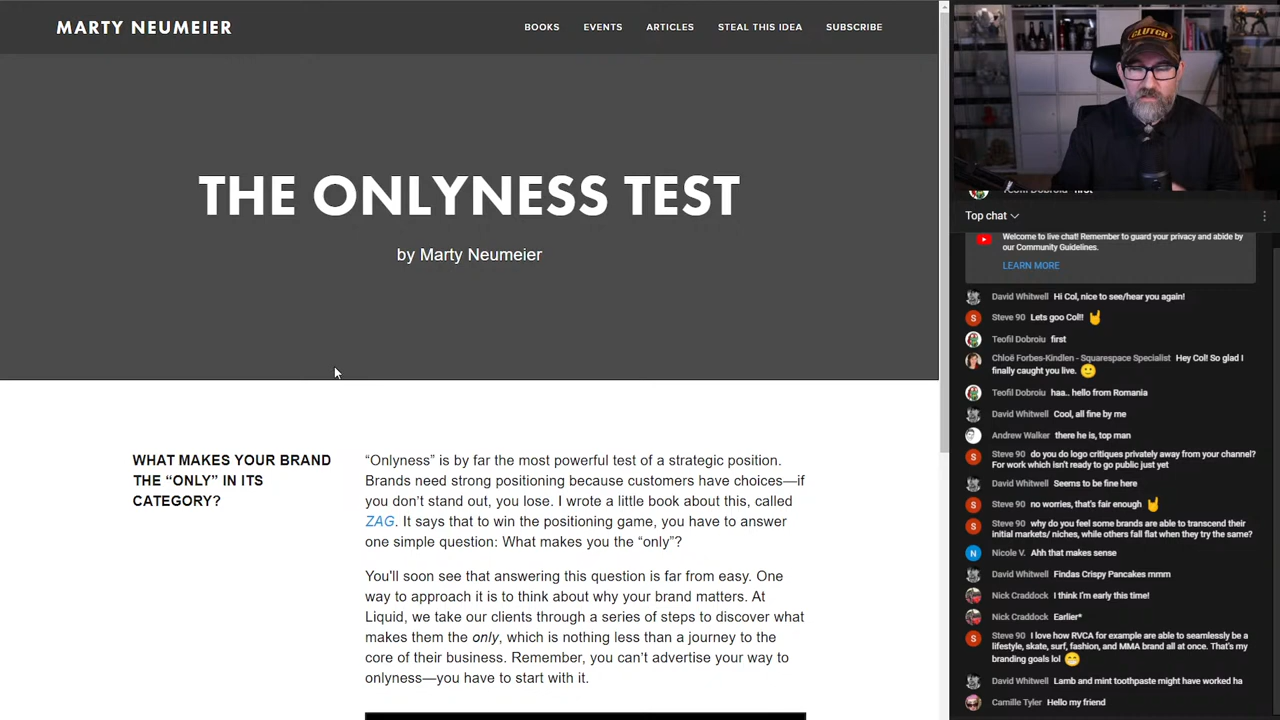 MARTY NEUMEIER
BOOKS EVENTS ARTICLES STEAL THIS IDEA SUBSCRIBE
THE ONLYNESS TEST
by Marty Neumeier
WHAT MAKES YOUR BRAND
THE “ONLY” IN ITS
CATEGORY?
“Onlyness” is by far the most powerful test of a strategic position.
Brands need strong positioning because customers have choices—if
you don’t stand out, you lose. I wrote a little book about this, called
ZAG. It says that to win the positioning game, you have to answer
one simple question: What makes you the “only”?
You'll soon see that answering this question is far from easy. One
way to approach it is to think about why your brand matters. At
Liquid, we take our clients through a series of steps to discover what
makes them the only, which is nothing less than a journey to the
core of their business. Remember, you can’t advertise your way to
onlyness—you have to start with it.
CLUTCH
Teofil Dobroiu first
Top chat
Welcome to live chat! Remember to guard your privacy and abide by
our Community Guidelines.
LEARN MORE
David Whitwell Hi Col, nice to see/hear you again!
S Steve 90 Lets goo Col!! 🤘
Teofil Dobroiu first
Chloë Forbes-Kindlen - Squarespace Specialist Hey Col! So glad I
finally caught you live. 🙂
Teofil Dobroiu haa.. hello from Romania
David Whitwell Cool, all fine by me
Andrew Walker there he is, top man
S Steve 90 do you do logo critiques privately away from your channel?
For work which isn't ready to go public just yet
David Whitwell Seems to be fine here
S Steve 90 no worries, that's fair enough 🤘
S Steve 90 why do you feel some brands are able to transcend their
initial markets/ niches, while others fall flat when they try the same?
N Nicole V. Ahh that makes sense
David Whitwell Findas Crispy Pancakes mmm
Nick Craddock I think I'm early this time!
Nick Craddock Earlier*
S Steve 90 I love how RVCA for example are able to seamlessly be a
lifestyle, skate, surf, fashion, and MMA brand all at once. That's my
branding goals lol 😁
David Whitwell Lamb and mint toothpaste might have worked ha
Camille Tyler Hello my friend